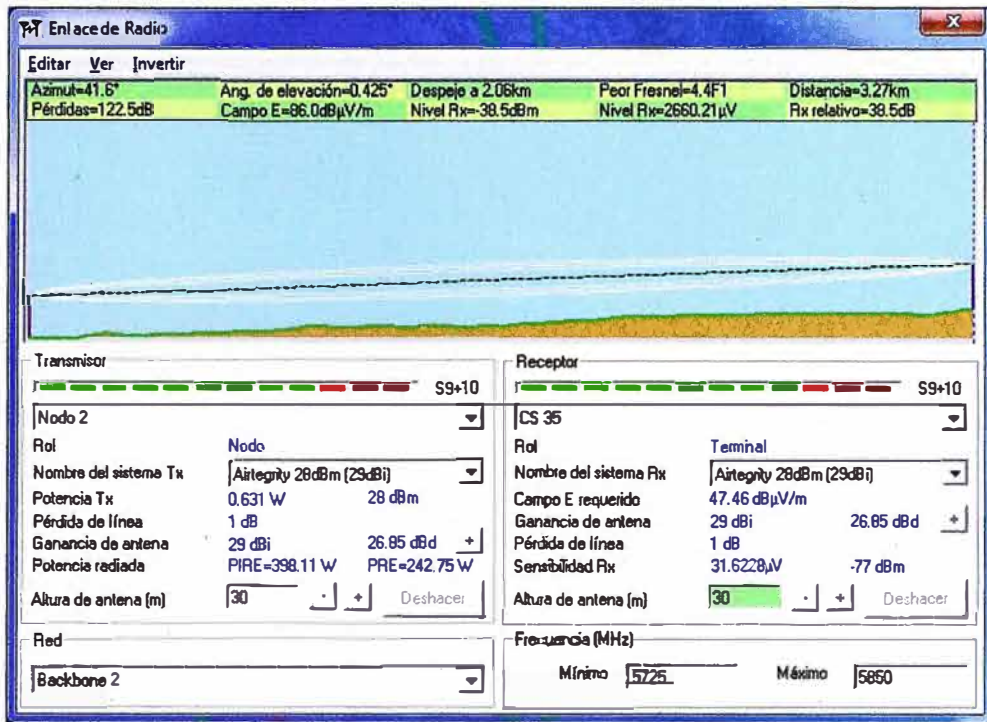 Enlace de Radio
Editar Ver Invertir
Azimut=41.6° Ang. de elevación=0.425° Despeje a 2.06km Peor Fresnel=4.4F1 Distancia=3.27km
Pérdidas=122.5dB Campo E=86.0dBµV/m Nivel Rx=-38.5dBm Nivel Rx=2660.21µV Rx relativo=38.5dB
Transmisor
S9+10
Nodo 2
Rol Nodo
Nombre del sistema Tx Airtegrity 28dBm (29dBi)
Potencia Tx 0.631 W 28 dBm
Pérdida de línea 1 dB
Ganancia de antena 29 dBi 26.85 dBd +
Potencia radiada PIRE=398.11 W PRE=242.75 W
Altura de antena (m) 30 - + Deshacer
Red
Backbone 2
Receptor
S9+10
CS 35
Rol Terminal
Nombre del sistema Rx Airtegrity 28dBm (29dBi)
Campo E requerido 47.46 dBµV/m
Ganancia de antena 29 dBi 26.85 dBd +
Pérdida de línea 1 dB
Sensibilidad Rx 31.6228µV -77 dBm
Altura de antena (m) 30 - + Deshacer
Frecuencia (MHz)
Mínimo 5725 Máximo 5850